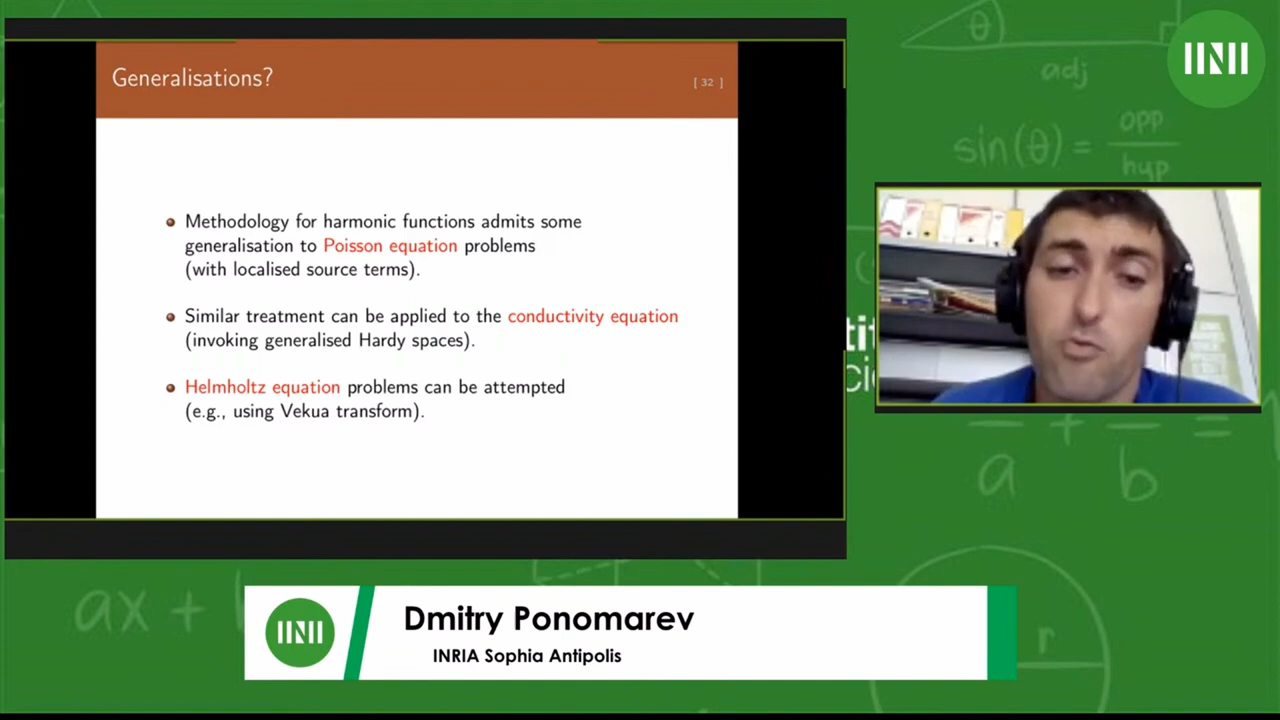 Generalisations?
[ 32 ]
Methodology for harmonic functions admits some
generalisation to Poisson equation problems
(with localised source terms).
Similar treatment can be applied to the conductivity equation
(invoking generalised Hardy spaces).
Helmholtz equation problems can be attempted
(e.g., using Vekua transform).
θ
adj
sin(θ) = opp
hyp
a + b =
ax +
r
Dmitry Ponomarev
INRIA Sophia Antipolis